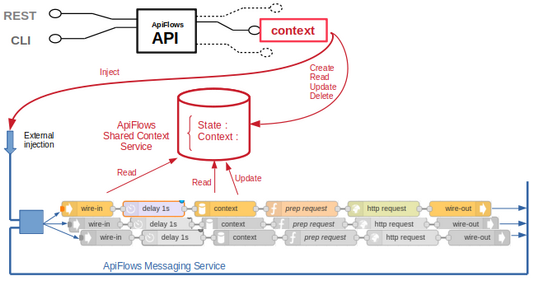 REST
CLI
ApiFlows
API
context
Create
Read
Update
Delete
Inject
External
injection
ApiFlows
Shared Context
Service
State :
Context :
Read
Read
Update
wire-in
delay 1s
context
prep request
http request
wire-out
wire-in
delay 1s
context
prep request
http request
wire-out
wire-in
delay 1s
context
prep request
http request
wire-out
ApiFlows Messaging Service